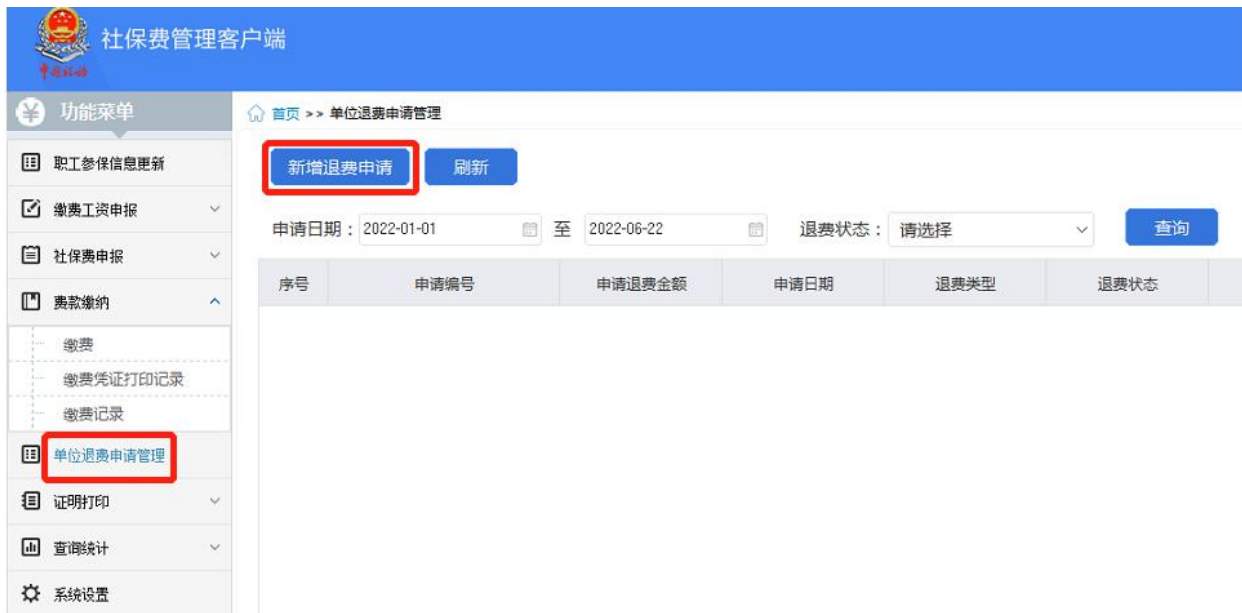 社保费管理客户端
中国税务
功能菜单
首页 >> 单位退费申请管理
职工参保信息更新
缴费工资申报
社保费申报
费款缴纳
缴费
缴费凭证打印记录
缴费记录
单位退费申请管理
证明打印
查询统计
系统设置
新增退费申请 刷新
申请日期： 2022-01-01 至 2022-06-22 退费状态： 请选择 查询
序号 申请编号 申请退费金额 申请日期 退费类型 退费状态